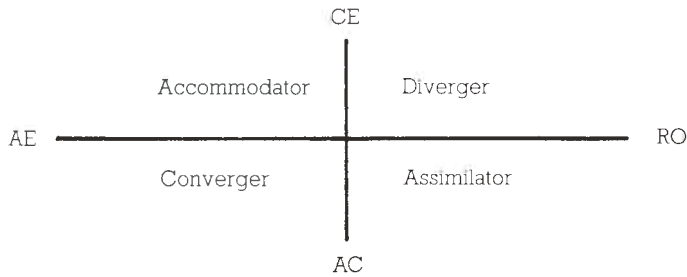 CE
Accommodator Diverger
AE RO
Converger Assimilator
AC